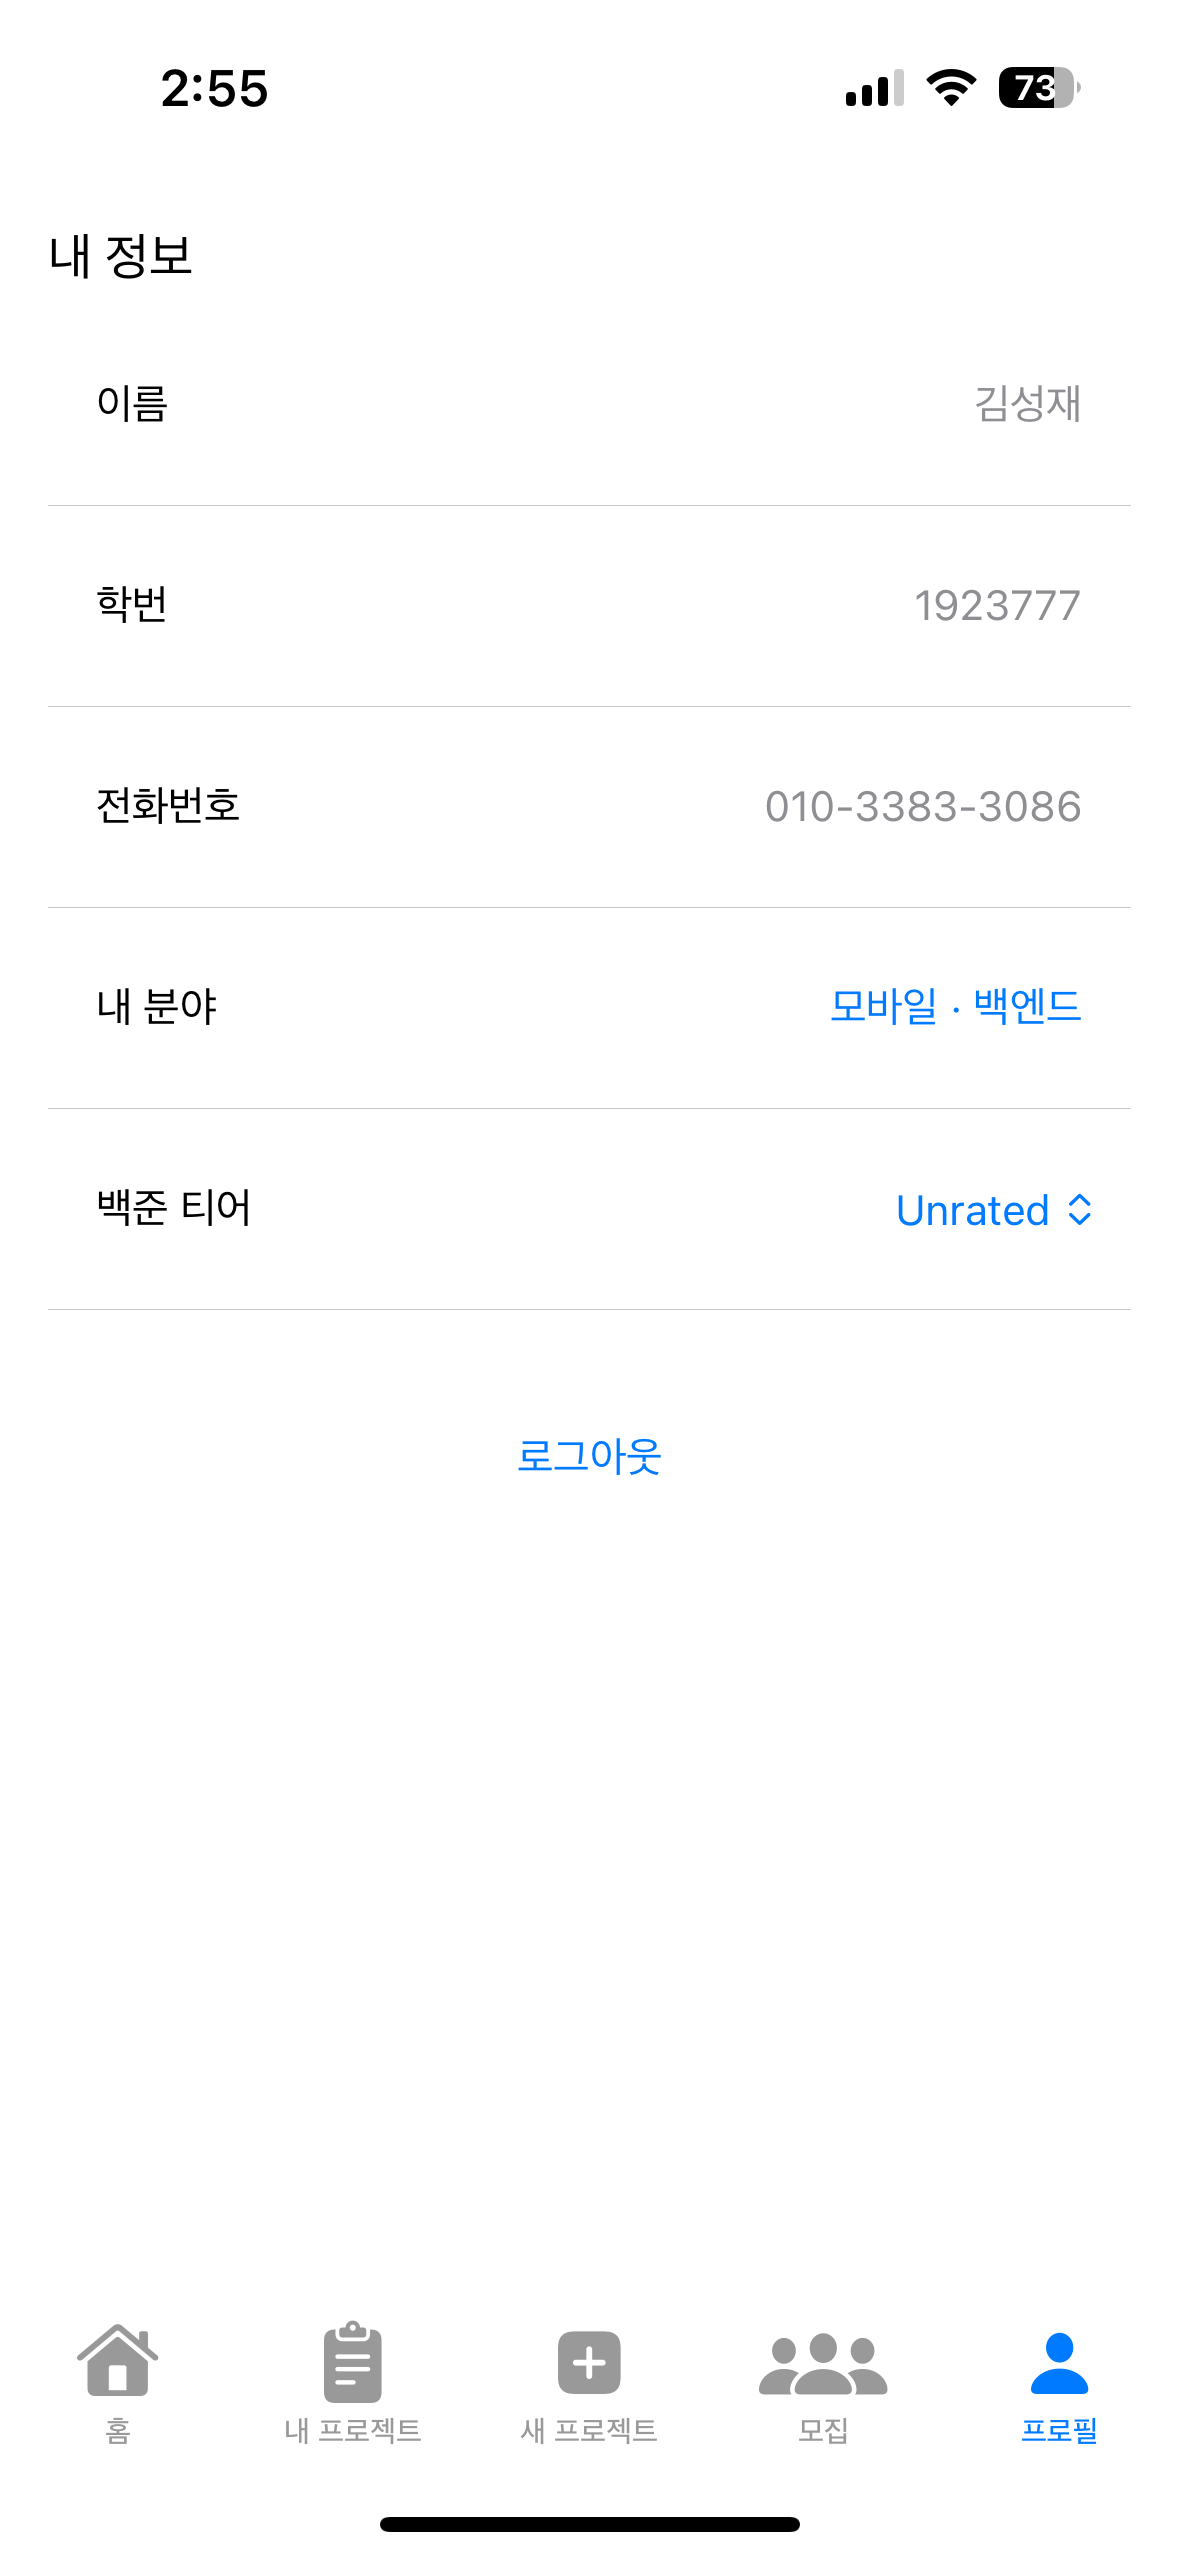 2:55
73
내 정보
이름 김성재
학번 1923777
전화번호 010-3383-3086
내 분야 모바일 · 백엔드
백준 티어 Unrated
로그아웃
홈 내 프로젝트 새 프로젝트 모집 프로필